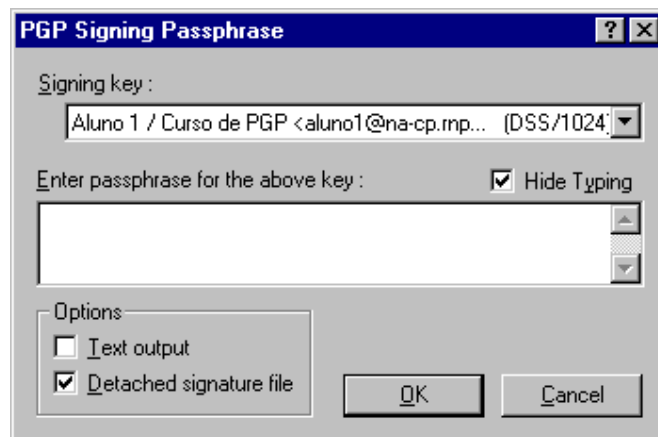 PGP Signing Passphrase
Signing key :
Aluno 1 / Curso de PGP <aluno1@na-cp.rnp... (DSS/1024)
Enter passphrase for the above key : Hide Typing
Options
Text output
Detached signature file
OK Cancel